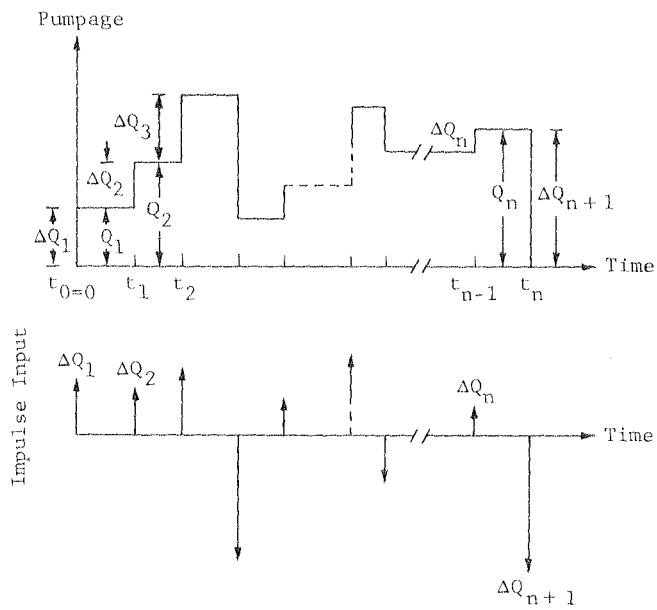 Pumpage
ΔQ₃
ΔQ₂
ΔQ₁
Q₁
Q₂
ΔQₙ
Qₙ
ΔQₙ₊₁
Time
t₀₌₀
t₁
t₂
tₙ₋₁
tₙ
Impulse Input
ΔQ₁
ΔQ₂
ΔQₙ
Time
ΔQₙ₊₁